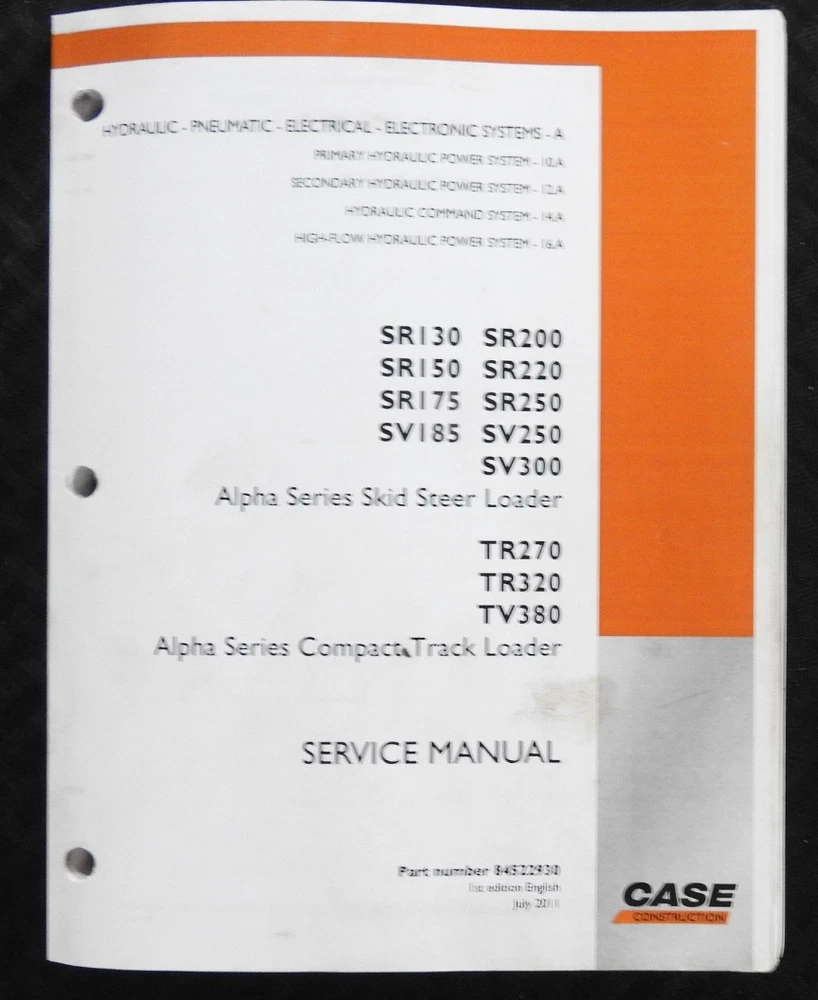 HYDRAULIC - PNEUMATIC - ELECTRICAL - ELECTRONIC SYSTEMS - A
PRIMARY HYDRAULIC POWER SYSTEM - 10.A
SECONDARY HYDRAULIC POWER SYSTEM - 12.A
HYDRAULIC COMMAND SYSTEM - 14.A
HIGH-FLOW HYDRAULIC POWER SYSTEM - 16.A
SR130 SR200
SR150 SR220
SR175 SR250
SV185 SV250
SV300
Alpha Series Skid Steer Loader
TR270
TR320
TV380
Alpha Series Compact Track Loader
SERVICE MANUAL
Part number 84522930
1st edition English
July
CASE
CONSTRUCTION